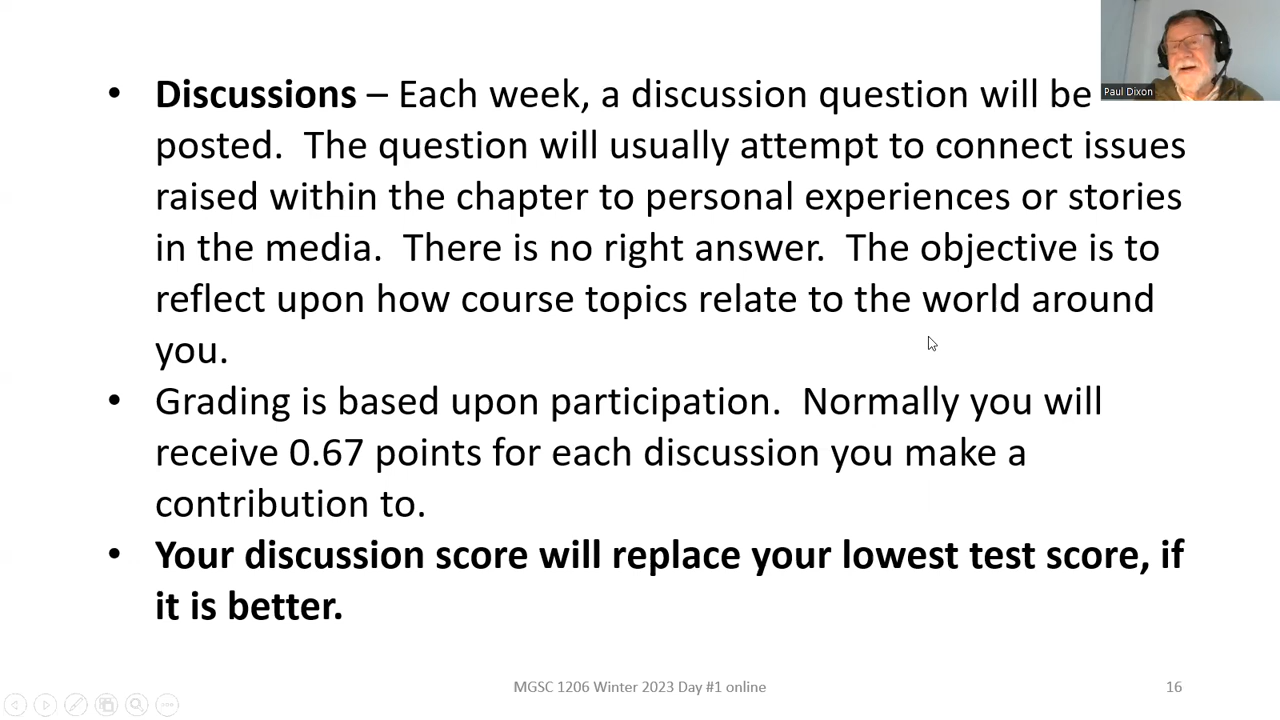 • Discussions – Each week, a discussion question will be
Paul Dixon
posted.  The question will usually attempt to connect issues
raised within the chapter to personal experiences or stories
in the media.  There is no right answer.  The objective is to
reflect upon how course topics relate to the world around
you.
• Grading is based upon participation.  Normally you will
receive 0.67 points for each discussion you make a
contribution to.
• Your discussion score will replace your lowest test score, if
it is better.
MGSC 1206 Winter 2023 Day #1 online
16